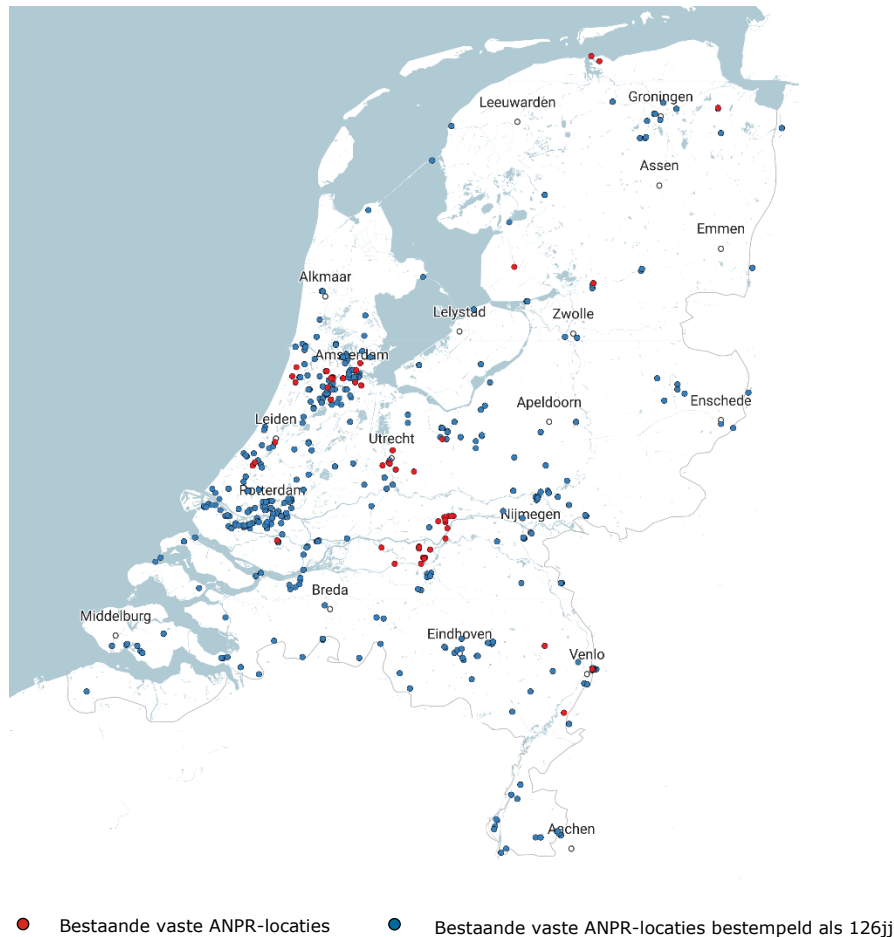 Leeuwarden
Groningen
Assen
Emmen
Alkmaar
Lelystad
Zwolle
Amsterdam
Apeldoorn
Enschede
Leiden
Utrecht
Rotterdam
Nijmegen
Breda
Middelburg
Eindhoven
Venlo
Aachen
Bestaande vaste ANPR-locaties
Bestaande vaste ANPR-locaties bestempeld als 126jj